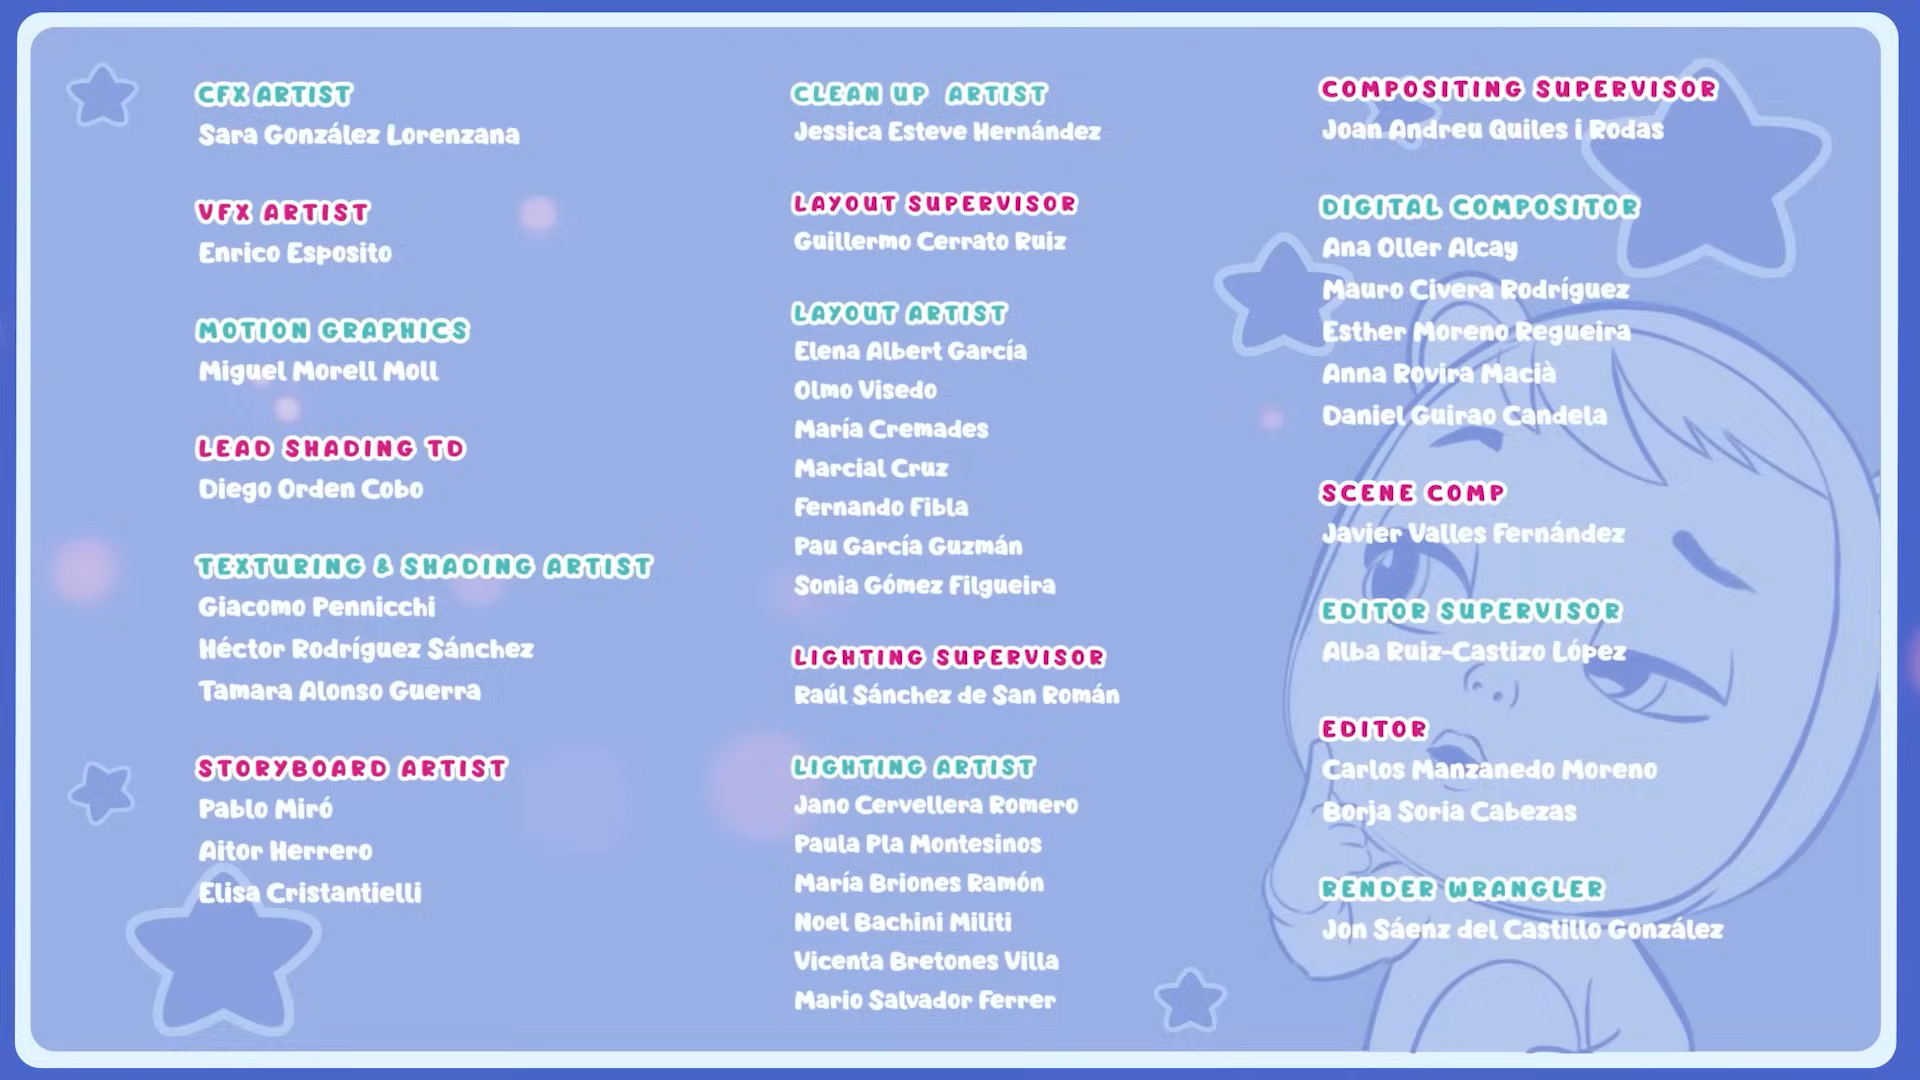 CFX ARTIST
Sara González Lorenzana
VFX ARTIST
Enrico Esposito
MOTION GRAPHICS
Miguel Morell Moll
LEAD SHADING TD
Diego Orden Cobo
TEXTURING & SHADING ARTIST
Giacomo Pennicchi
Héctor Rodríguez Sánchez
Tamara Alonso Guerra
STORYBOARD ARTIST
Pablo Miró
Aitor Herrero
Elisa Cristantielli
CLEAN UP ARTIST
Jessica Esteve Hernández
LAYOUT SUPERVISOR
Guillermo Cerrato Ruiz
LAYOUT ARTIST
Elena Albert García
Olmo Visedo
María Cremades
Marcial Cruz
Fernando Fibla
Pau García Guzmán
Sonia Gómez Filgueira
LIGHTING SUPERVISOR
Raúl Sánchez de San Román
LIGHTING ARTIST
Jano Cervellera Romero
Paula Pla Montesinos
María Briones Ramón
Noel Bachini Militi
Vicenta Bretones Villa
Mario Salvador Ferrer
COMPOSITING SUPERVISOR
Joan Andreu Quiles i Rodas
DIGITAL COMPOSITOR
Ana Oller Alcay
Mauro Civera Rodríguez
Esther Moreno Regueira
Anna Rovira Macià
Daniel Guirao Candela
SCENE COMP
Javier Valles Fernández
EDITOR SUPERVISOR
Alba Ruiz-Castizo López
EDITOR
Carlos Manzanedo Moreno
Borja Soria Cabezas
RENDER WRANGLER
Jon Sáenz del Castillo González